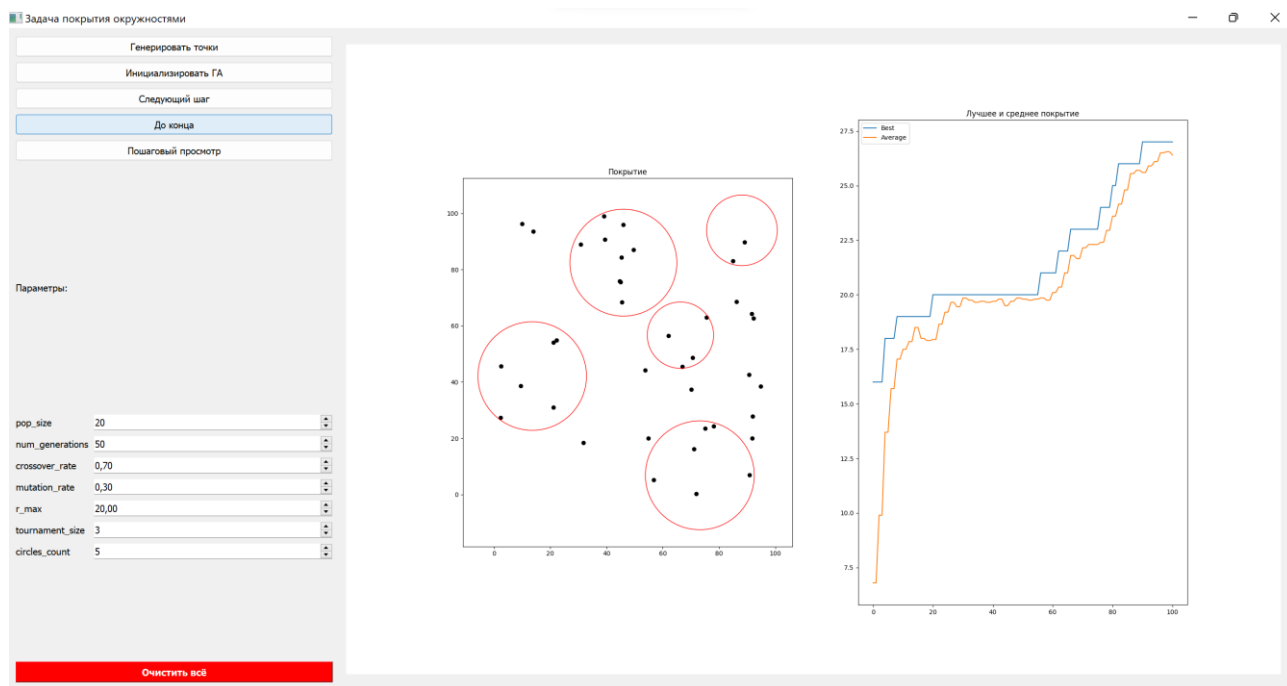 Задача покрытия окружностями
Генерировать точки
Инициализировать ГА
Следующий шаг
До конца
Пошаговый просмотр
Параметры:
pop_size 20
num_generations 50
crossover_rate 0,70
mutation_rate 0,30
r_max 20,00
tournament_size 3
circles_count 5
Очистить всё
Покрытие
100
80
60
40
20
0
0 20 40 60 80 100
Лучшее и среднее покрытие
Best
Average
27.5
25.0
22.5
20.0
17.5
15.0
12.5
10.0
7.5
0 20 40 60 80 100